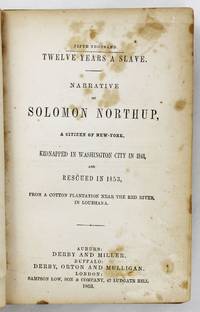 FIFTH THOUSAND.
TWELVE YEARS A SLAVE.
NARRATIVE
OF
SOLOMON NORTHUP,
A CITIZEN OF NEW-YORK,
KIDNAPPED IN WASHINGTON CITY IN 1841,
AND
RESCUED IN 1853,
FROM A COTTON PLANTATION NEAR THE RED RIVER,
IN LOUISIANA.
AUBURN:
DERBY AND MILLER.
BUFFALO:
DERBY, ORTON AND MULLIGAN.
LONDON:
SAMPSON LOW, SON & COMPANY, 47 LUDGATE HILL.
1853.